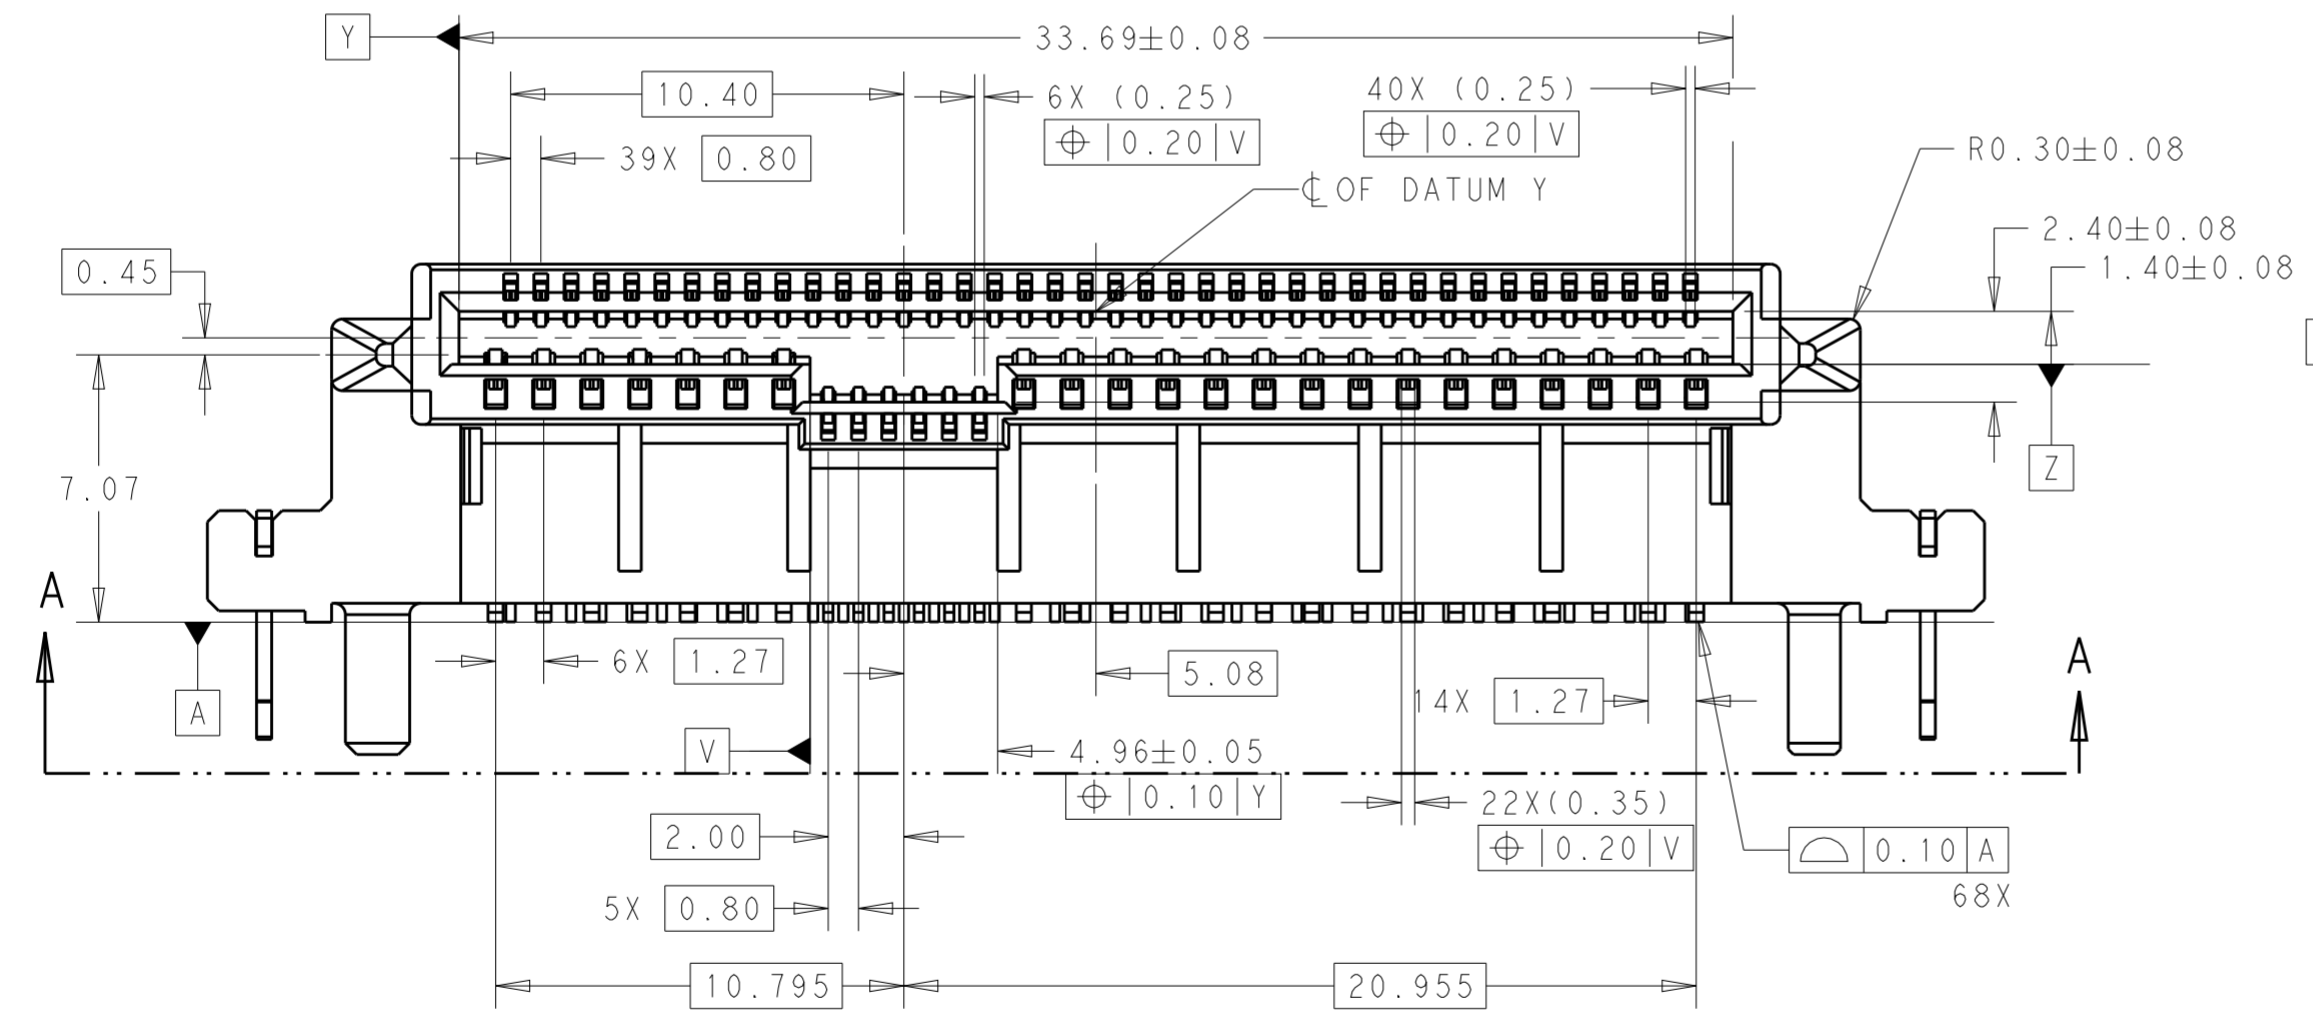 Y
33.69±0.08
10.40
6X (0.25)
⌖ 0.20 V
40X (0.25)
⌖ 0.20 V
39X 0.80
R0.30±0.08
℄ OF DATUM Y
2.40±0.08
1.40±0.08
0.45
7.07
Z
A
A
A
6X 1.27
5.08
14X 1.27
V
4.96±0.05
⌖ 0.10 Y
2.00
22X(0.35)
⌖ 0.20 V
⌓ 0.10 A
68X
5X 0.80
10.795
20.955